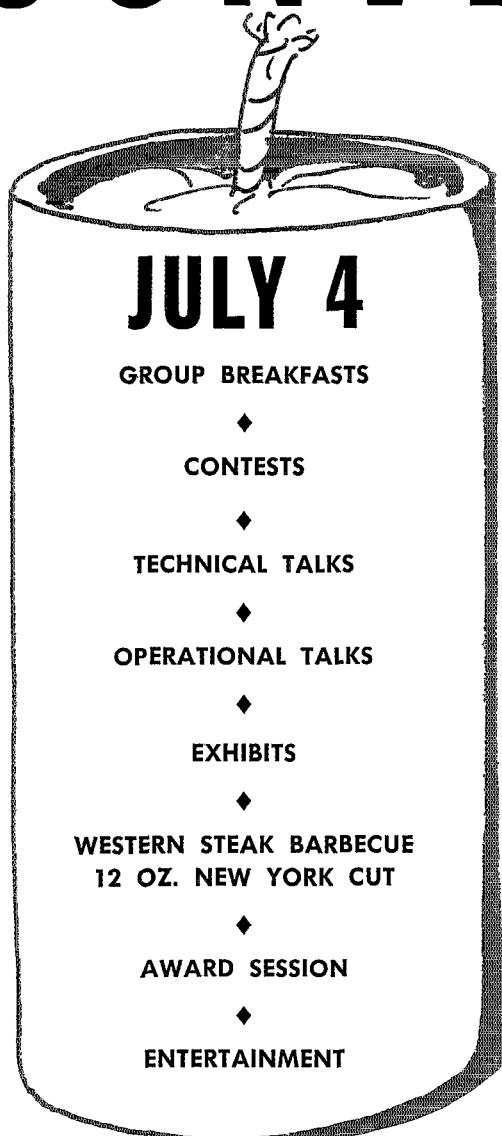 JULY 4
GROUP BREAKFASTS
CONTESTS
TECHNICAL TALKS
OPERATIONAL TALKS
EXHIBITS
WESTERN STEAK BARBECUE
12 OZ. NEW YORK CUT
AWARD SESSION
ENTERTAINMENT